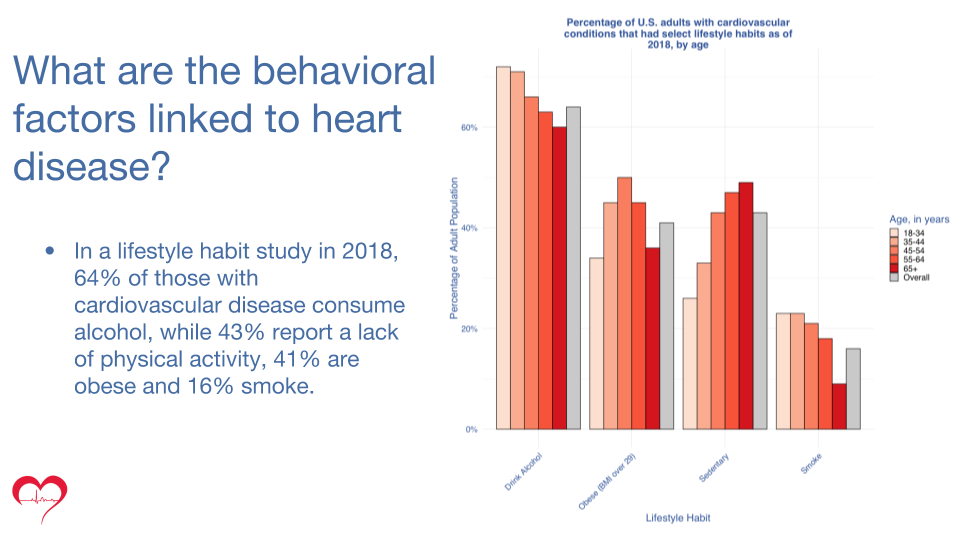 What are the behavioral
factors linked to heart
disease?
• In a lifestyle habit study in 2018,
64% of those with
cardiovascular disease consume
alcohol, while 43% report a lack
of physical activity, 41% are
obese and 16% smoke.
Percentage of U.S. adults with cardiovascular
conditions that had select lifestyle habits as of
2018, by age
Percentage of Adult Population
60%
40%
20%
0%
Drink Alcohol
Obese (BMI over 29)
Sedentary
Smoke
Lifestyle Habit
Age, in years
18-34
35-44
45-54
55-64
65+
Overall